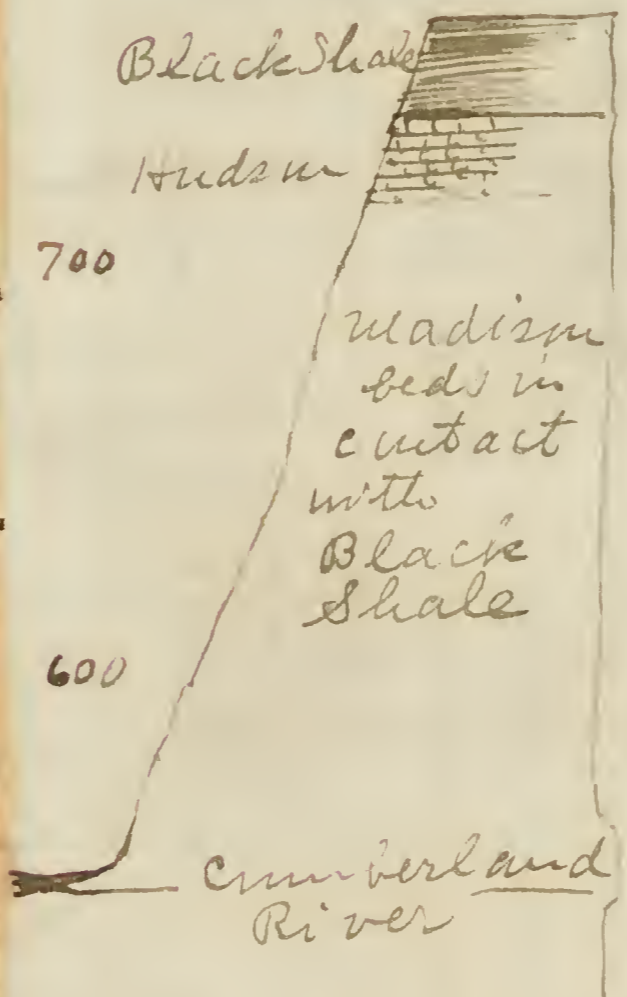 Black Shale
Hudson
700
Madison
beds in
contact
with
Black
Shale
600
Cumberland
River